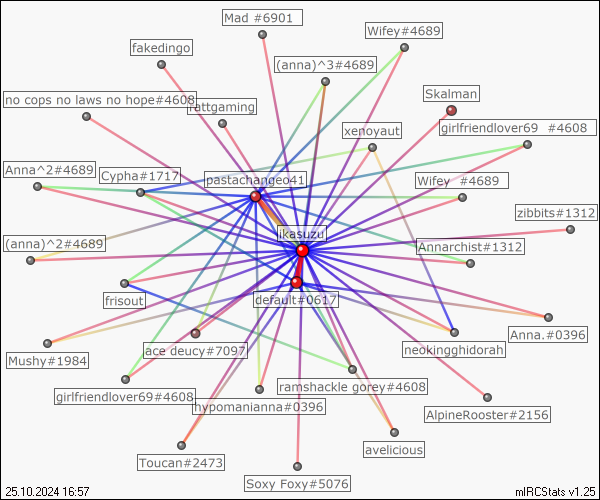 Mad #6901
Wifey#4689
fakedingo
(anna)^3#4689
Skalman
no cops no laws no hope#4608
rattgaming
xenoyaut
girlfriendlover69 #4608
Anna^2#4689
Cypha#1717
pastachangeo41
Wifey #4689
zibbits#1312
ikasuzu
(anna)^2#4689
Annarchist#1312
frisout
default#0617
Anna.#0396
Mushy#1984
ace deucy#7097
neokingghidorah
girlfriendlover69#4608
hypomanianna#0396
ramshackle gorey#4608
AlpineRooster#2156
avelicious
Toucan#2473
Soxy Foxy#5076
25.10.2024 16:57
mIRCStats v1.25